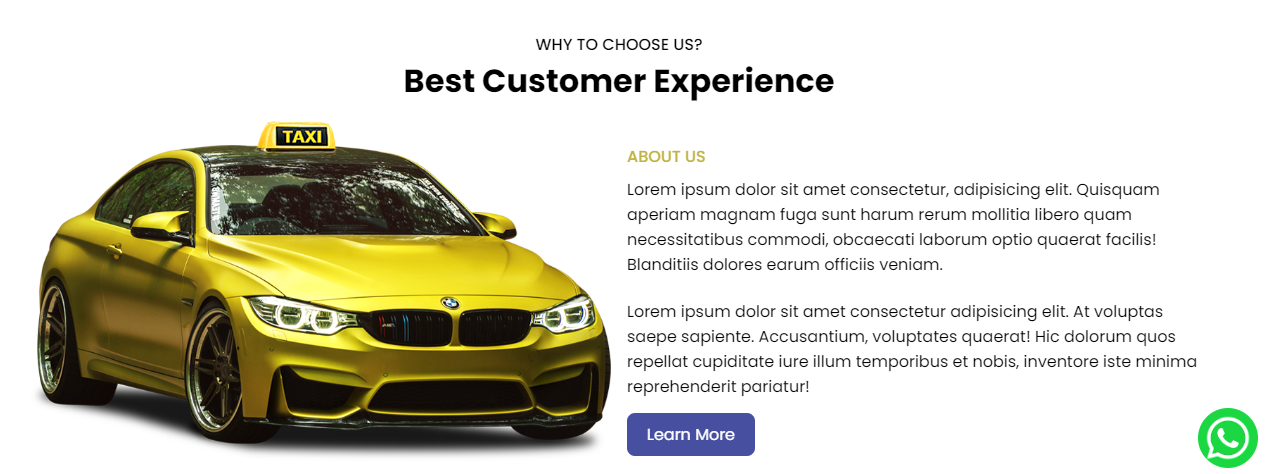 WHY TO CHOOSE US?
Best Customer Experience
TAXI
ABOUT US
Lorem ipsum dolor sit amet consectetur, adipisicing elit. Quisquam
aperiam magnam fuga sunt harum rerum mollitia libero quam
necessitatibus commodi, obcaecati laborum optio quaerat facilis!
Blanditiis dolores earum officiis veniam.
Lorem ipsum dolor sit amet consectetur adipisicing elit. At voluptas
saepe sapiente. Accusantium, voluptates quaerat! Hic dolorum quos
repellat cupiditate iure illum temporibus et nobis, inventore iste minima
reprehenderit pariatur!
Learn More